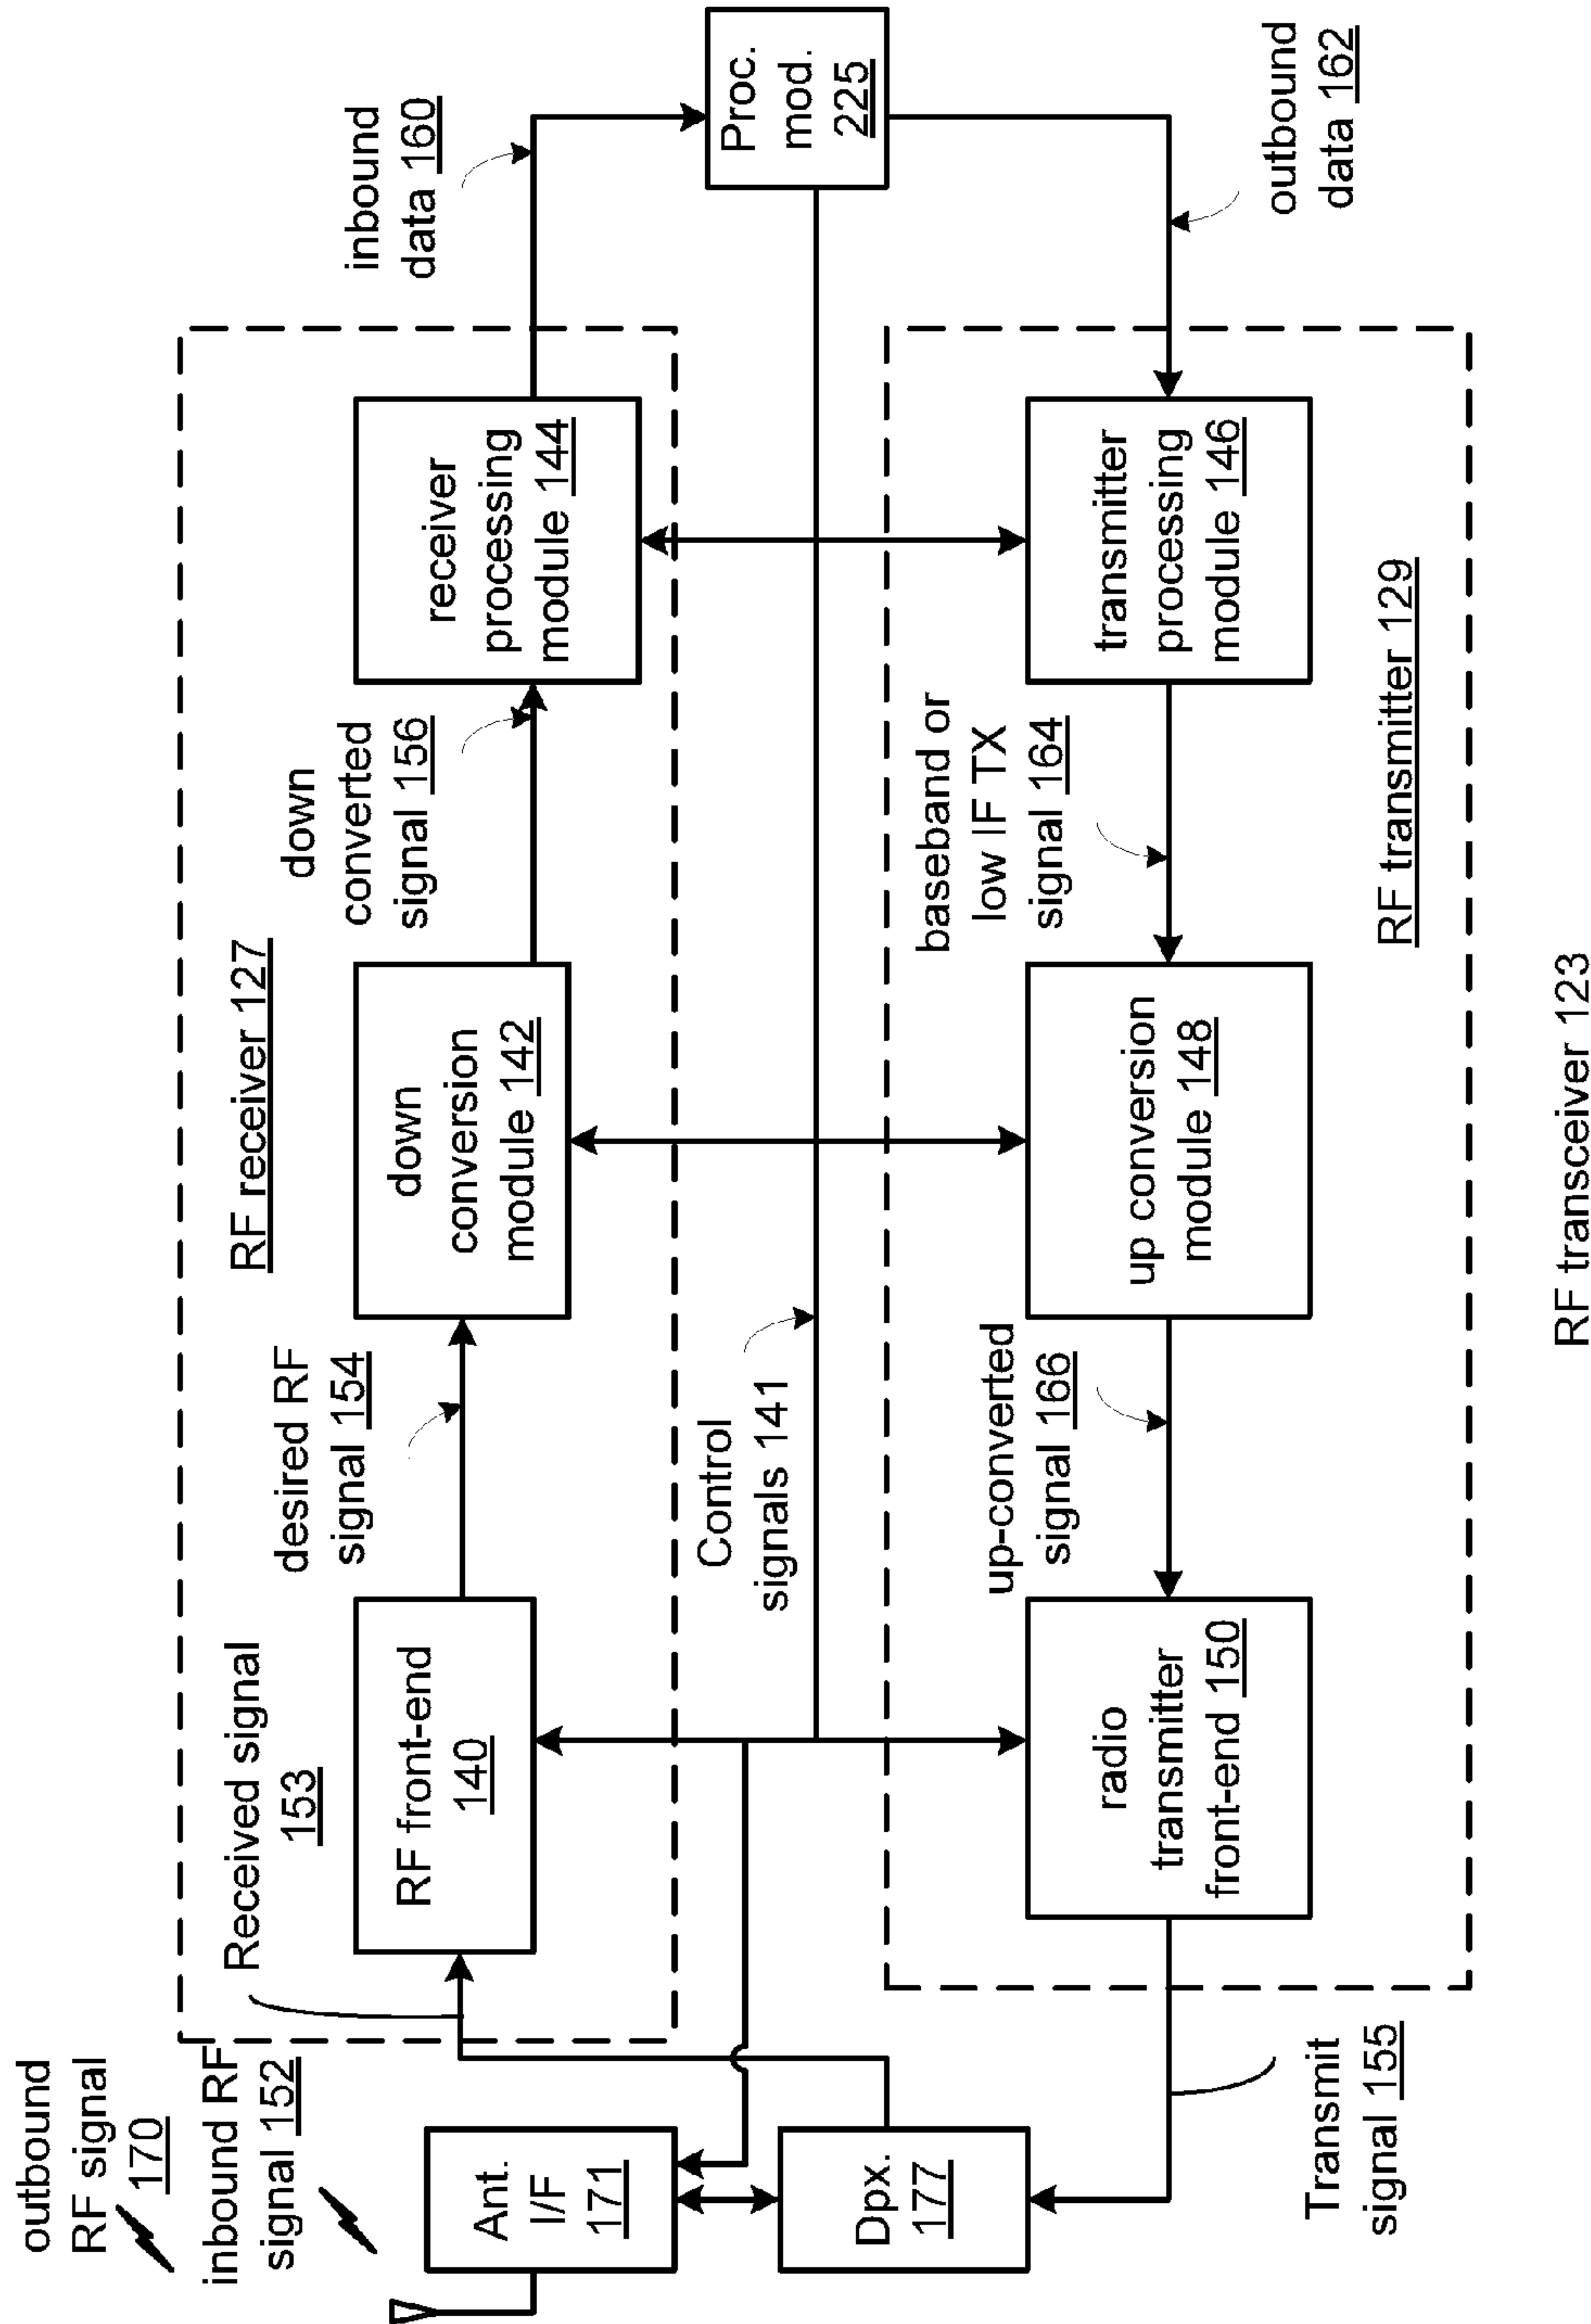 outbound
RF signal
170
inbound RF
signal 152
Received signal
153
RF receiver 127
desired RF
signal 154
down
converted
signal 156
inbound
data 160
RF front-end
140
down
conversion
module 142
receiver
processing
module 144
Ant.
I/F
171
Control
signals 141
Proc.
mod.
225
Dpx.
177
up-converted
signal 166
baseband or
low IF TX
signal 164
radio
transmitter
front-end 150
up conversion
module 148
transmitter
processing
module 146
outbound
data 162
Transmit
signal 155
RF transmitter 129
RF transceiver 123